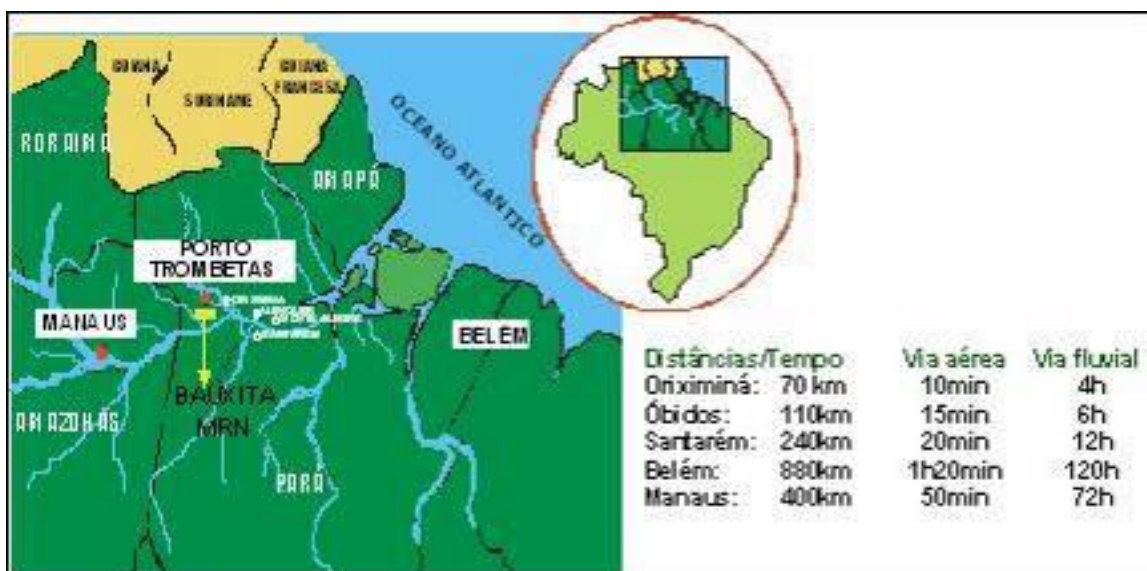 GUIANA
SURINAME
GUIANA
FRANCESA
OCEANO ATLANTICO
RORAIMA
AMAPÁ
PORTO
TROMBETAS
MANAUS
BELÉM
BAUXITA
MRN
AMAZONAS
PARÁ
Distâncias/Tempo Via aérea Via fluvial
Oriximiná: 70 km 10min 4h
Óbidos: 110km 15min 6h
Santarém: 240km 20min 12h
Belém: 880km 1h20min 120h
Manaus: 400km 50min 72h